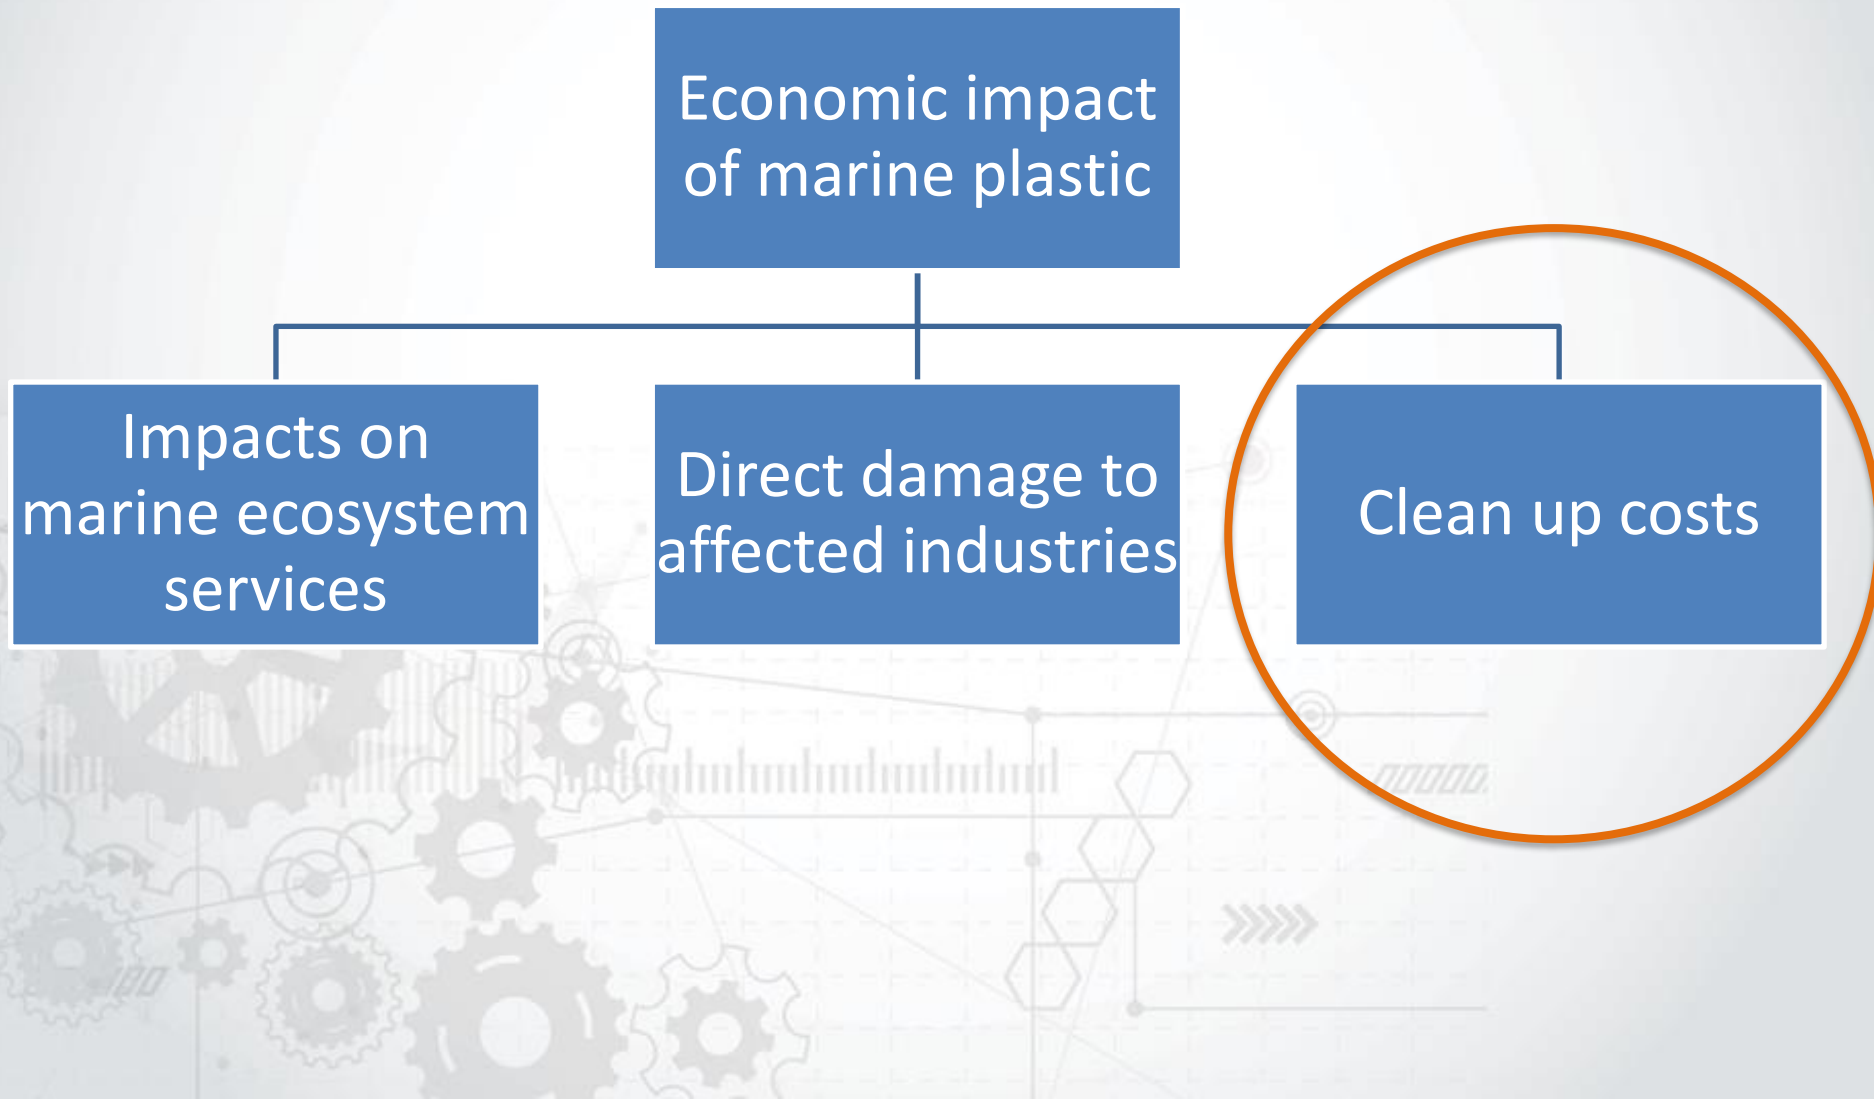 Economic impact
of marine plastic
Impacts on
marine ecosystem
services
Direct damage to
affected industries
Clean up costs